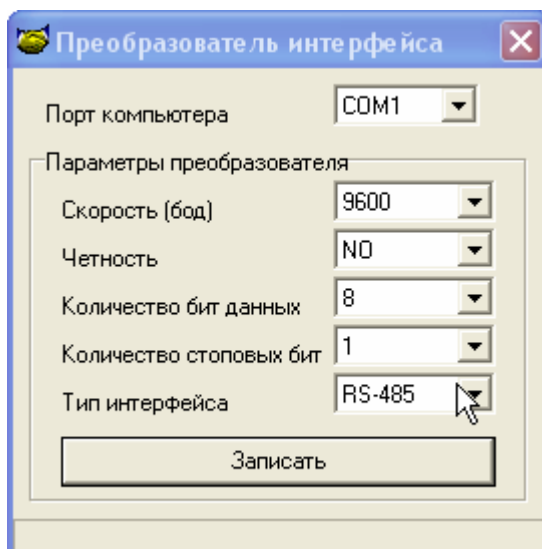 Преобразователь интерфейса
Порт компьютера COM1
Параметры преобразователя
Скорость (бод) 9600
Четность NO
Количество бит данных 8
Количество стоповых бит 1
Тип интерфейса RS-485
Записать